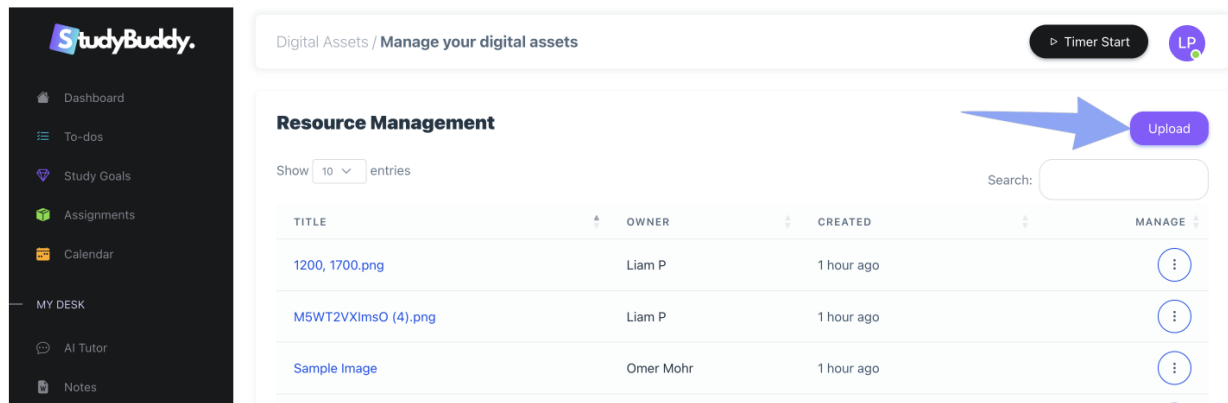 StudyBuddy.
Dashboard
To-dos
Study Goals
Assignments
Calendar
MY DESK
AI Tutor
Notes
Digital Assets / Manage your digital assets
Timer Start
LP
Resource Management
Upload
Show 10 entries
Search:
TITLE OWNER CREATED MANAGE
1200, 1700.png Liam P 1 hour ago
M5WT2VXImsO (4).png Liam P 1 hour ago
Sample Image Omer Mohr 1 hour ago